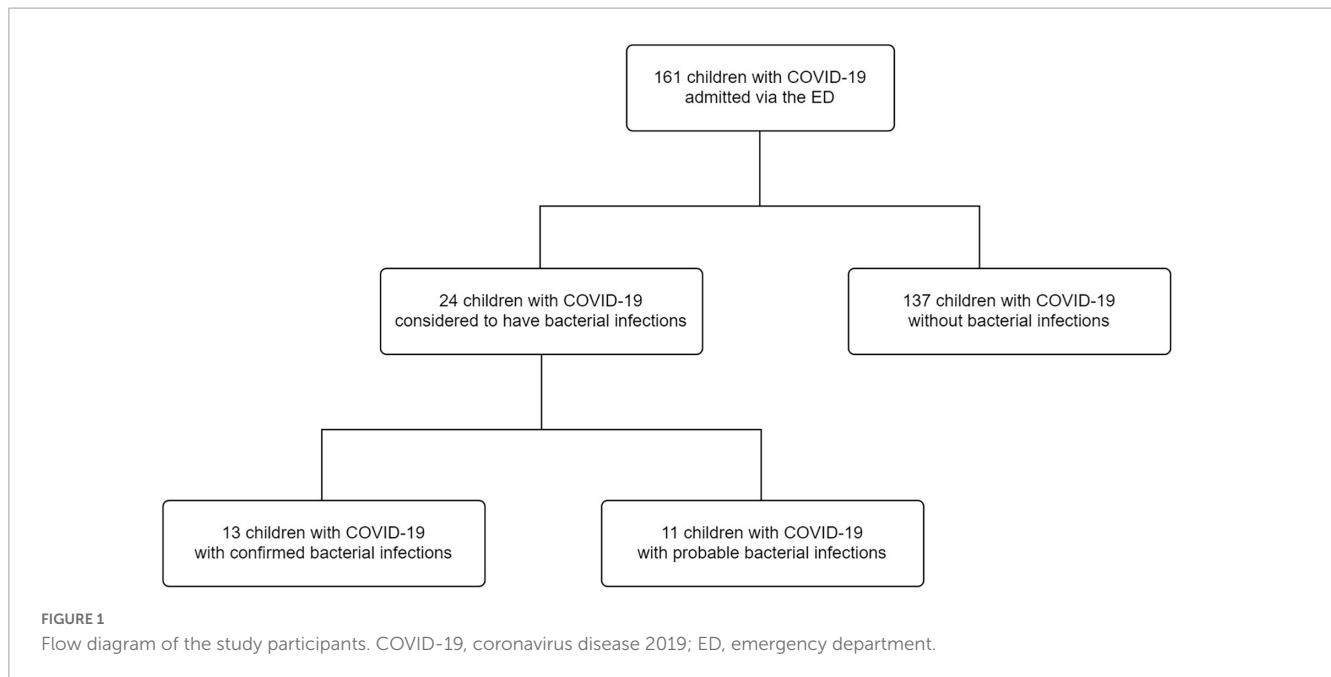 161 children with COVID-19
admitted via the ED
24 children with COVID-19
considered to have bacterial infections
137 children with COVID-19
without bacterial infections
13 children with COVID-19
with confirmed bacterial infections
11 children with COVID-19
with probable bacterial infections
FIGURE 1
Flow diagram of the study participants. COVID-19, coronavirus disease 2019; ED, emergency department.